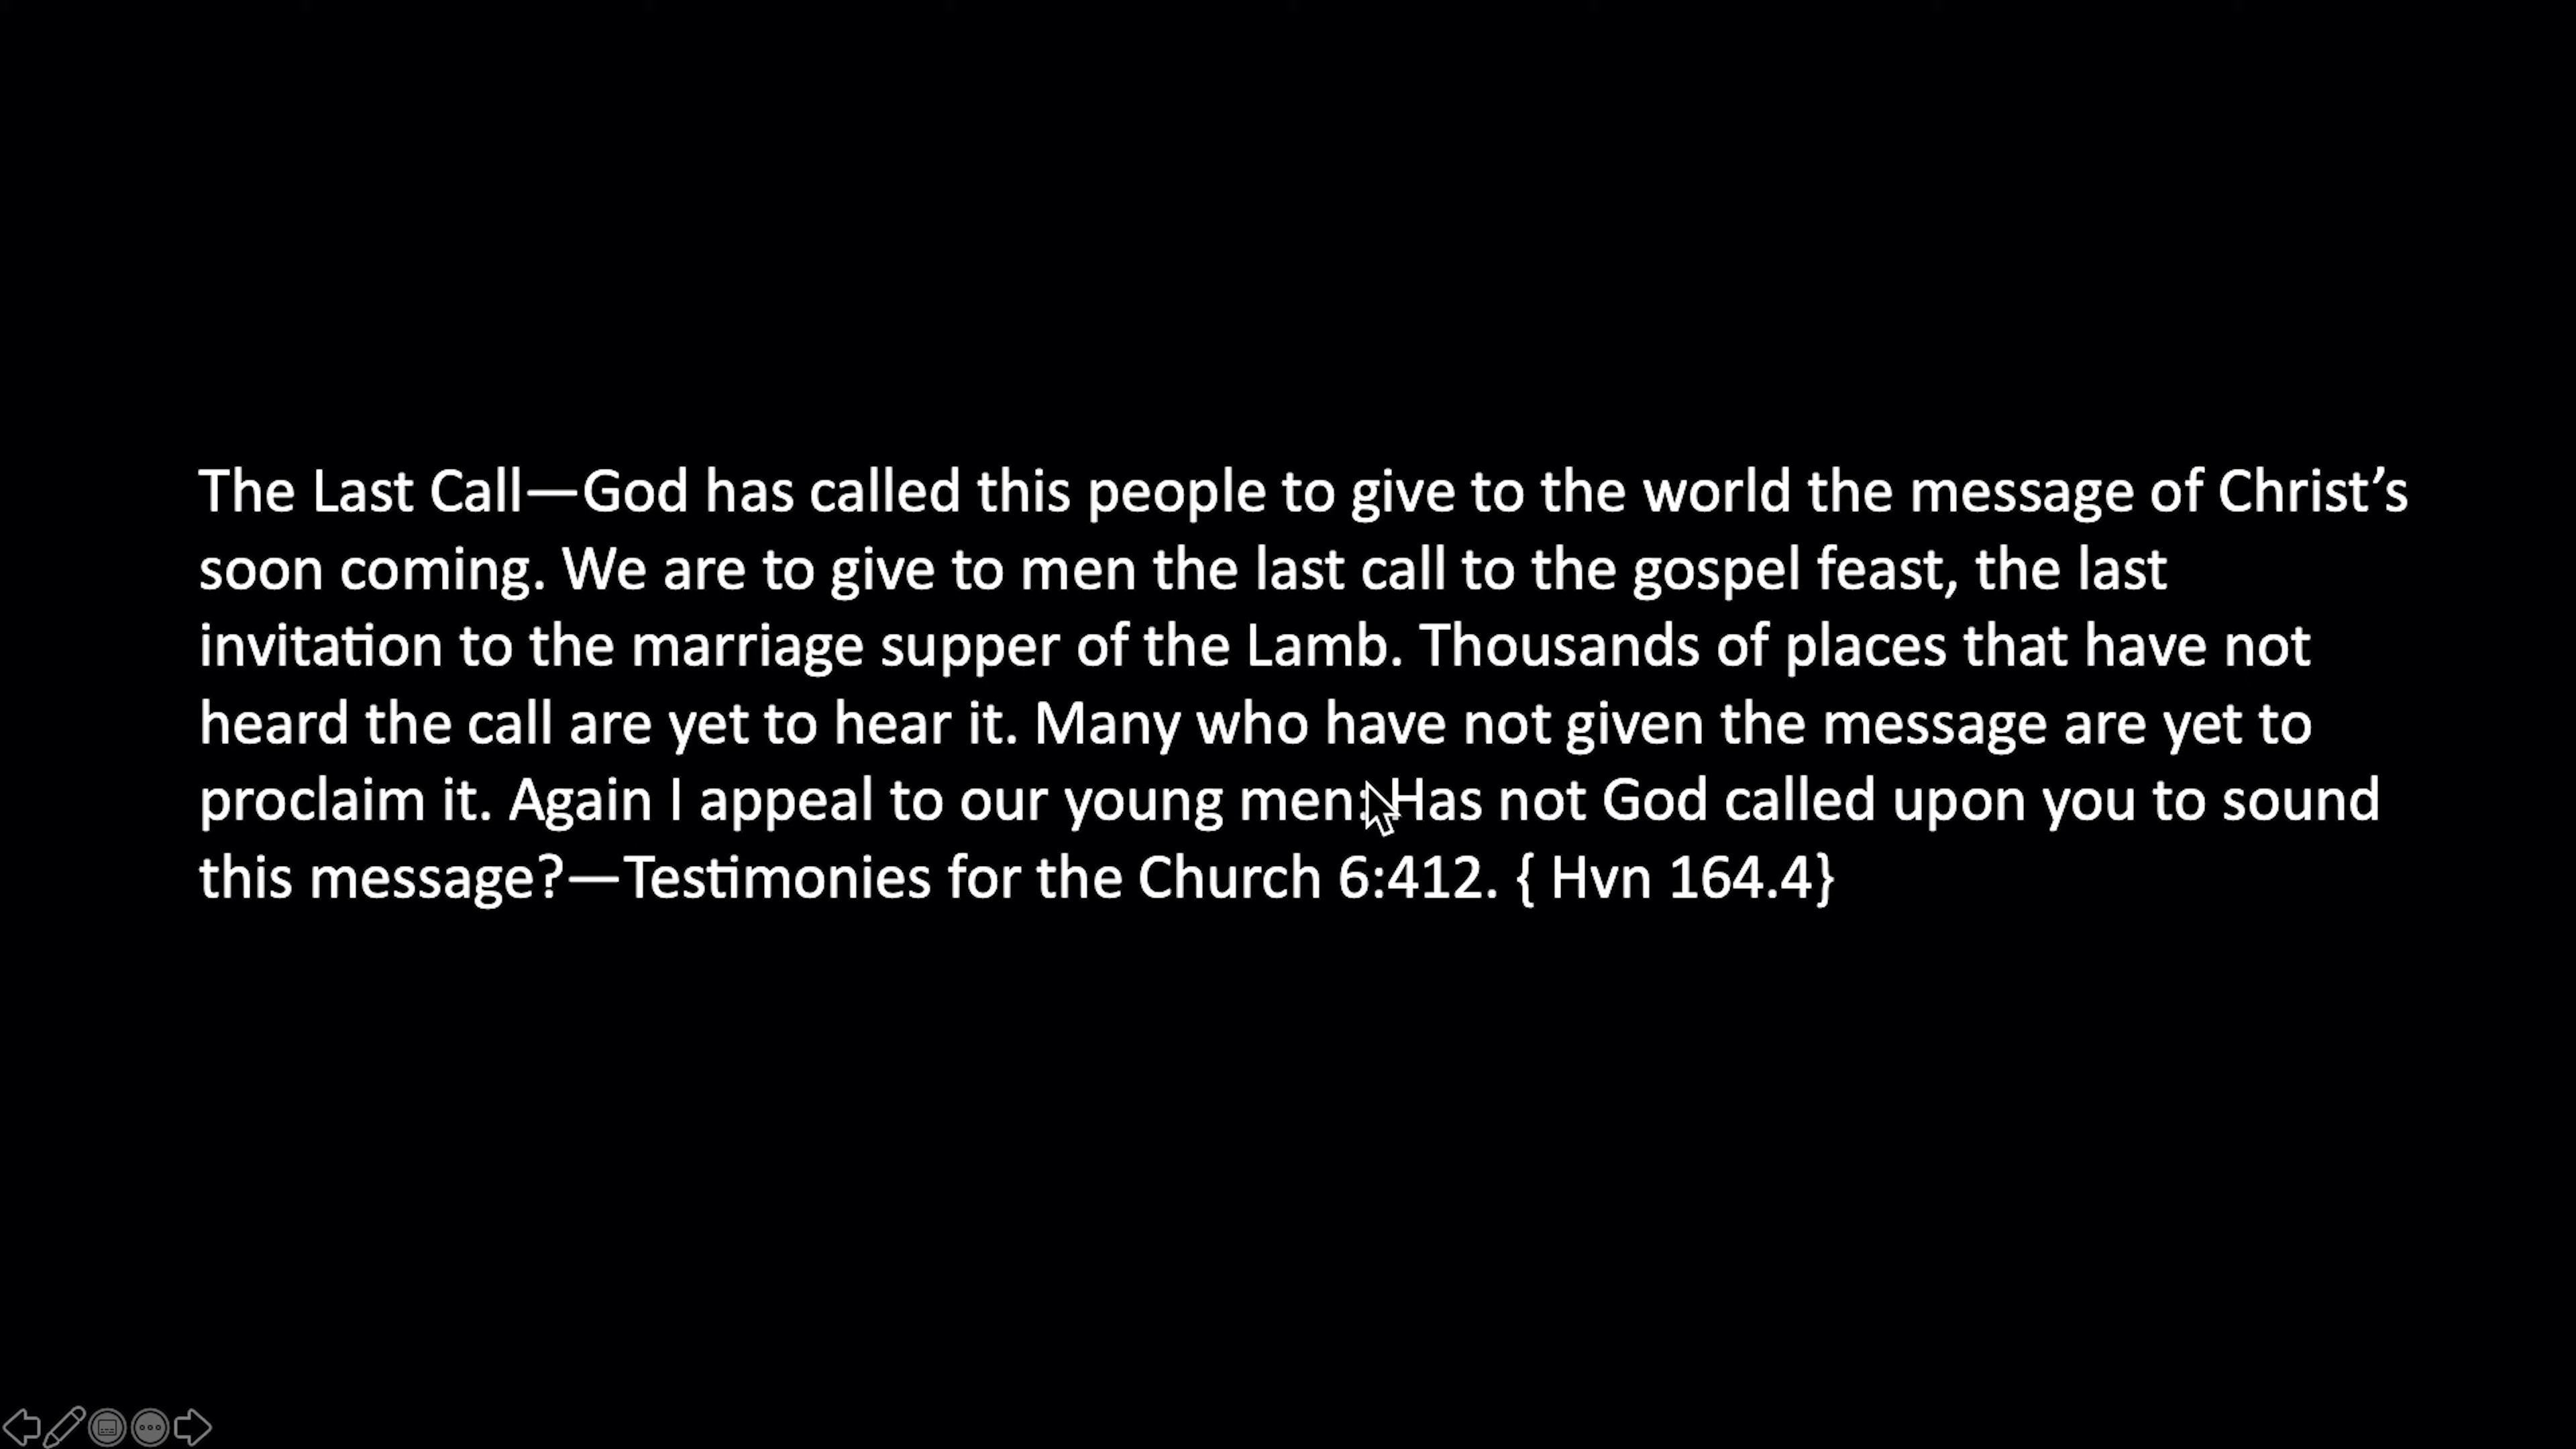 The Last Call—God has called this people to give to the world the message of Christ’s
soon coming. We are to give to men the last call to the gospel feast, the last
invitation to the marriage supper of the Lamb. Thousands of places that have not
heard the call are yet to hear it. Many who have not given the message are yet to
proclaim it. Again I appeal to our young men: Has not God called upon you to sound
this message?—Testimonies for the Church 6:412. { Hvn 164.4}